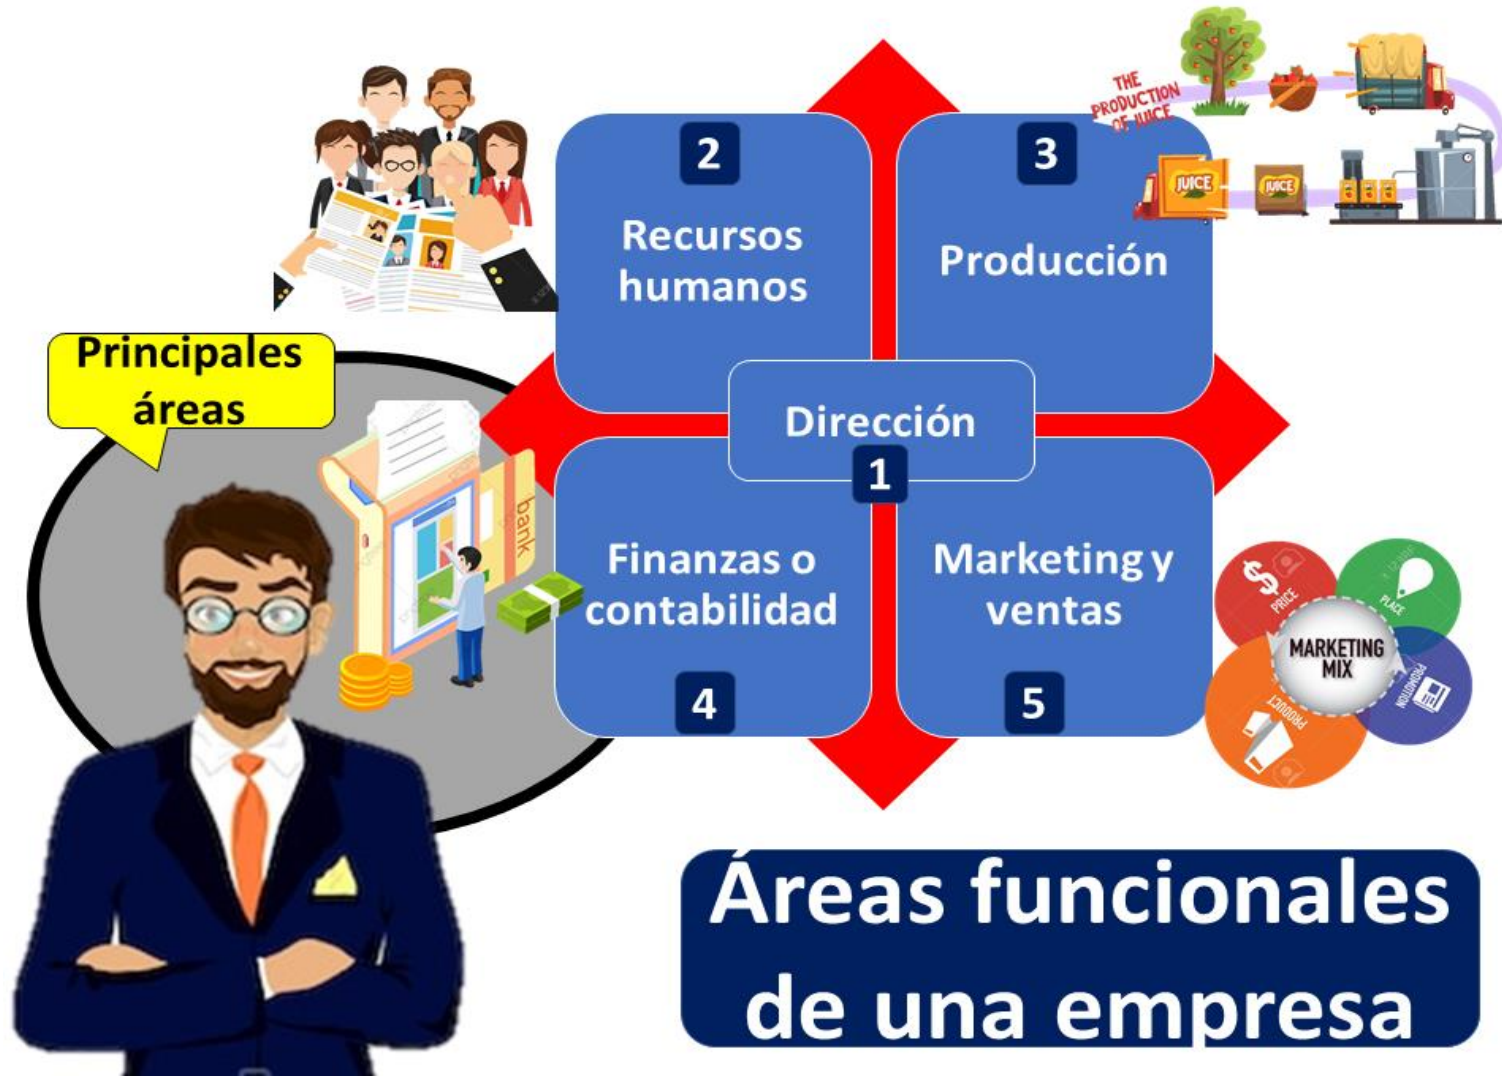 THE
PRODUCTION
OF JUICE
2
Recursos
humanos
3
Producción
JUICE
JUICE
Principales
áreas
Dirección
1
bank
Finanzas o
contabilidad
4
Marketing y
ventas
5
PRICE
PLACE
MARKETING
MIX
PROMOTION
PRODUCT
Áreas funcionales
de una empresa